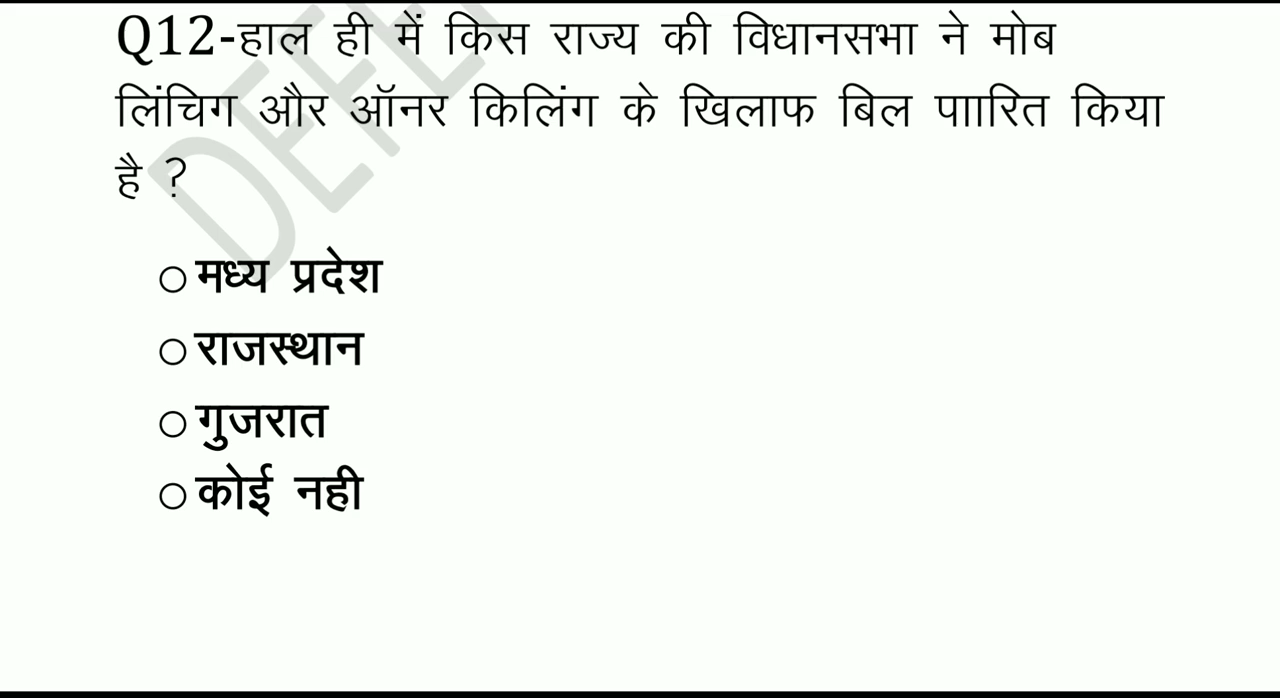 Q12-हाल ही में किस राज्य की विधानसभा ने मोब
लिंचिग और ऑनर किलिंग के खिलाफ बिल पाारित किया
है ?
मध्य प्रदेश
राजस्थान
गुजरात
कोई नही